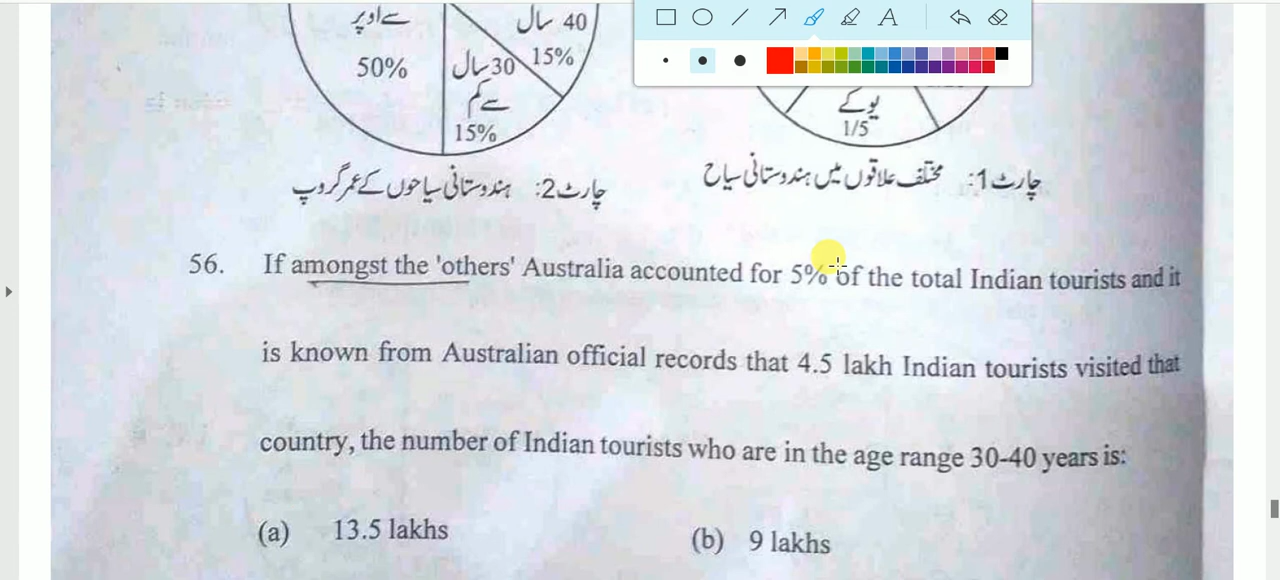 سے اوپر
50%
40 سال
15%
30 سال
سے کم
15%
یو کے
1/5
چارٹ 2: ہندوستانی سیاحوں کے عمر گروپ
چارٹ 1: مختلف علاقوں میں ہندوستانی سیاح
56. If amongst the 'others' Australia accounted for 5% of the total Indian tourists and it
is known from Australian official records that 4.5 lakh Indian tourists visited that
country, the number of Indian tourists who are in the age range 30-40 years is:
(a) 13.5 lakhs (b) 9 lakhs